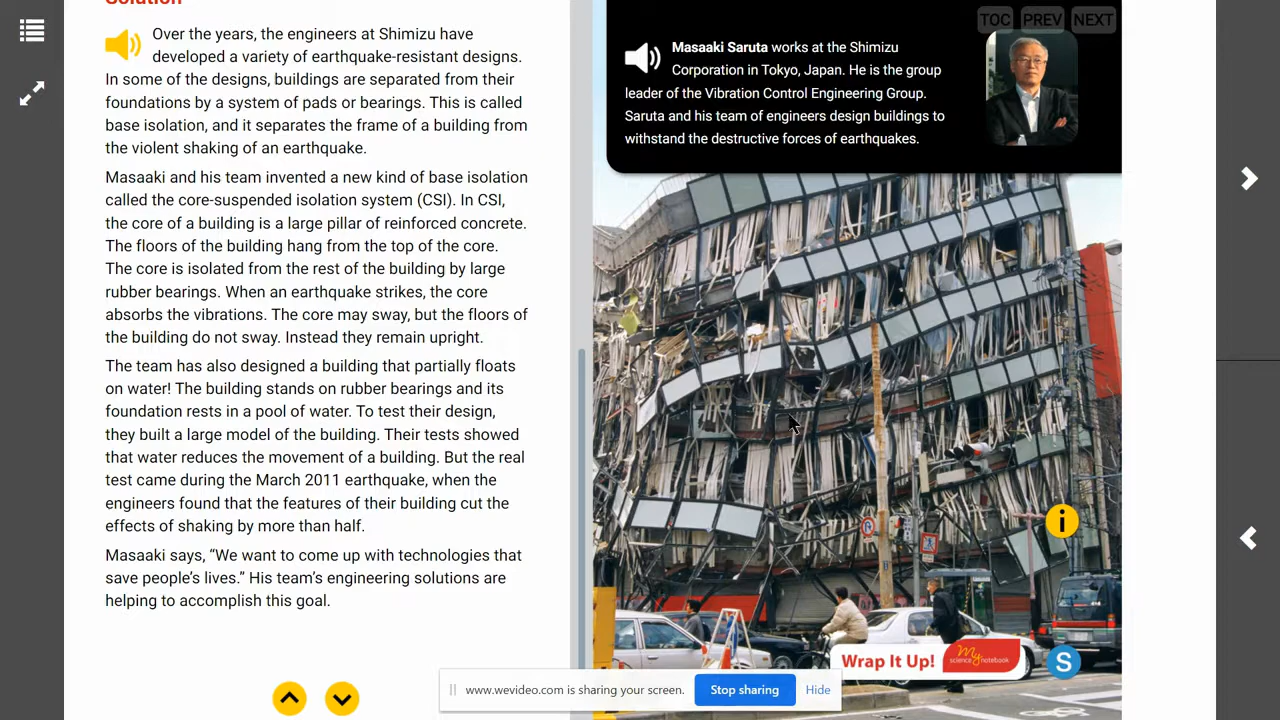 Solution
Over the years, the engineers at Shimizu have
developed a variety of earthquake-resistant designs.
In some of the designs, buildings are separated from their
foundations by a system of pads or bearings. This is called
base isolation, and it separates the frame of a building from
the violent shaking of an earthquake.
Masaaki and his team invented a new kind of base isolation
called the core-suspended isolation system (CSI). In CSI,
the core of a building is a large pillar of reinforced concrete.
The floors of the building hang from the top of the core.
The core is isolated from the rest of the building by large
rubber bearings. When an earthquake strikes, the core
absorbs the vibrations. The core may sway, but the floors of
the building do not sway. Instead they remain upright.
The team has also designed a building that partially floats
on water! The building stands on rubber bearings and its
foundation rests in a pool of water. To test their design,
they built a large model of the building. Their tests showed
that water reduces the movement of a building. But the real
test came during the March 2011 earthquake, when the
engineers found that the features of their building cut the
effects of shaking by more than half.
Masaaki says, “We want to come up with technologies that
save people’s lives.” His team’s engineering solutions are
helping to accomplish this goal.
TOC PREV NEXT
Masaaki Saruta works at the Shimizu
Corporation in Tokyo, Japan. He is the group
leader of the Vibration Control Engineering Group.
Saruta and his team of engineers design buildings to
withstand the destructive forces of earthquakes.
i
Wrap It Up!
My
science notebook
S
www.wevideo.com is sharing your screen.
Stop sharing
Hide